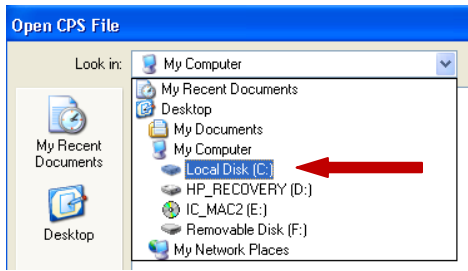 Open CPS File
Look in: My Computer
My Recent Documents
Desktop
My Documents
My Computer
Local Disk (C:)
HP_RECOVERY (D:)
IC_MAC2 (E:)
Removable Disk (F:)
My Network Places
My Recent
Documents
Desktop